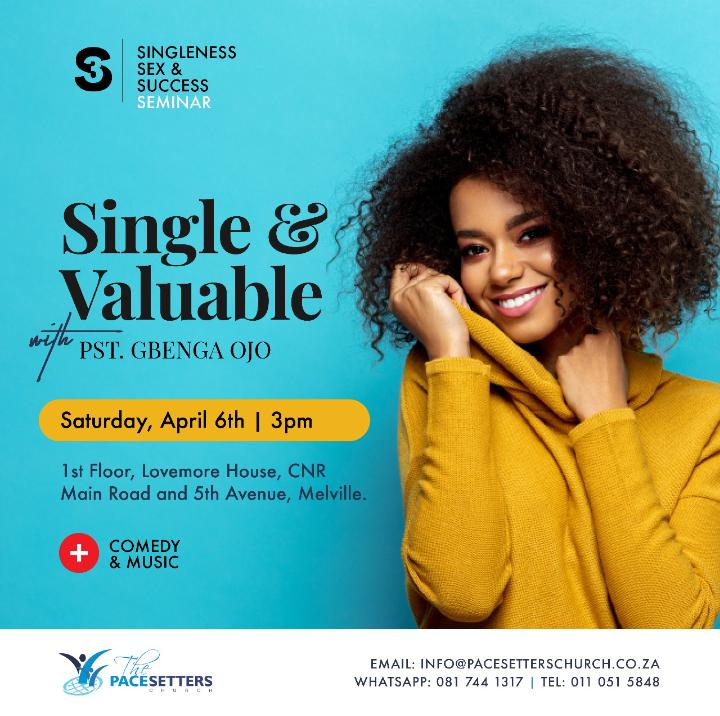 S3
SINGLENESS
SEX &
SUCCESS
SEMINAR
Single &
Valuable
with PST. GBENGA OJO
Saturday, April 6th | 3pm
1st Floor, Lovemore House, CNR
Main Road and 5th Avenue, Melville.
+ COMEDY
& MUSIC
The
PACESETTERS
CHURCH
EMAIL: INFO@PACESETTERSCHURCH.CO.ZA
WHATSAPP: 081 744 1317 | TEL: 011 051 5848